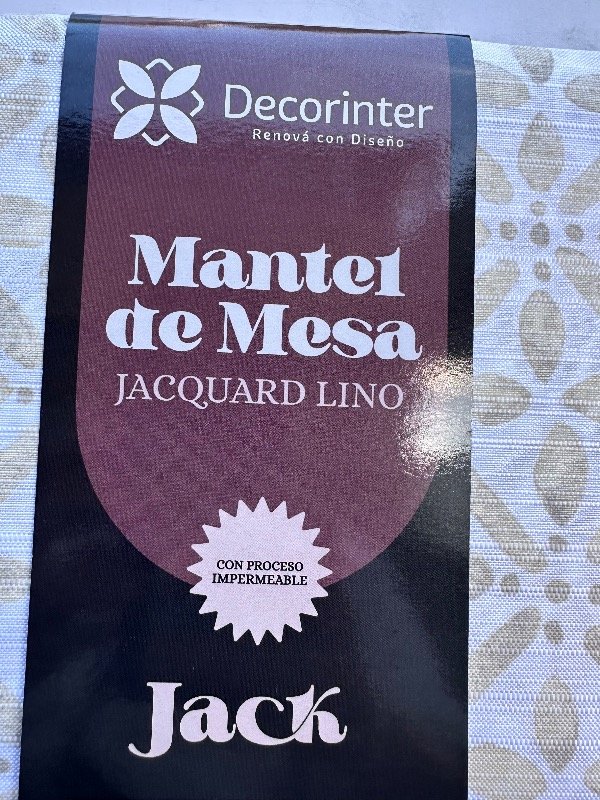 Decorinter
Renová con Diseño
Mantel
de Mesa
JACQUARD LINO
CON PROCESO
IMPERMEABLE
Jack